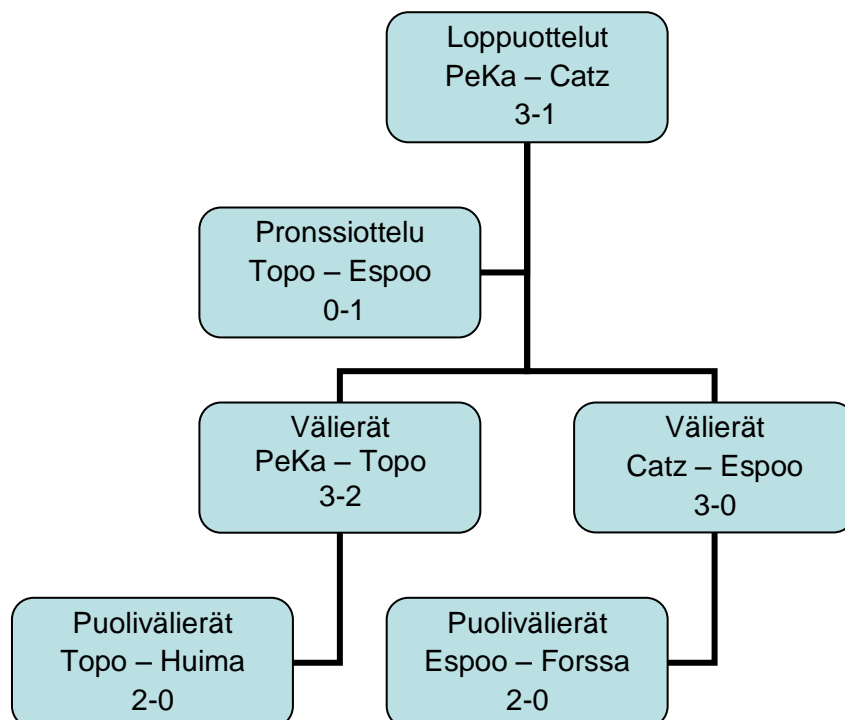 Loppuottelut
PeKa – Catz
3-1
Pronssiottelu
Topo – Espoo
0-1
Välierät
PeKa – Topo
3-2
Välierät
Catz – Espoo
3-0
Puolivälierät
Topo – Huima
2-0
Puolivälierät
Espoo – Forssa
2-0